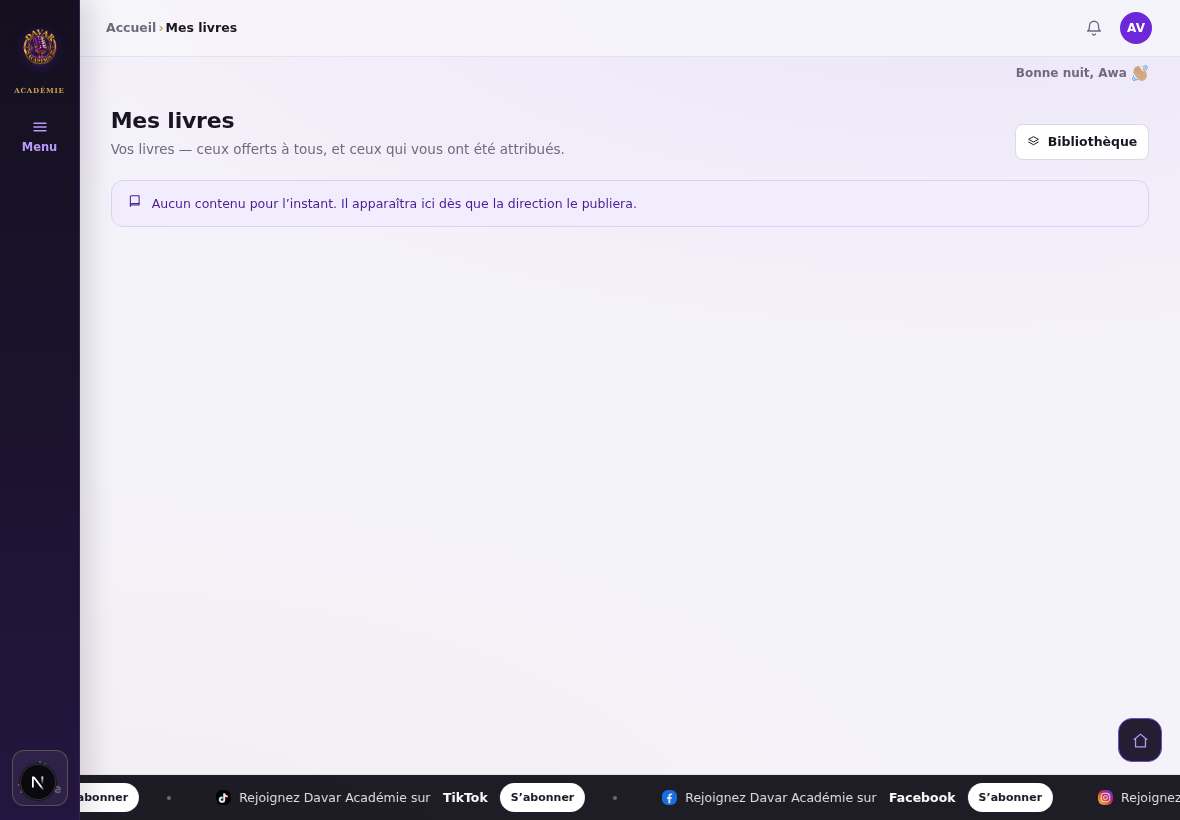 DAVAR
ACADÉMIE
Menu
Accueil › Mes livres
AV
Bonne nuit, Awa 👋🏽
Mes livres
Vos livres — ceux offerts à tous, et ceux qui vous ont été attribués.
Bibliothèque
Aucun contenu pour l’instant. Il apparaîtra ici dès que la direction le publiera.
N
abonner • Rejoignez Davar Académie sur TikTok S’abonner • Rejoignez Davar Académie sur Facebook S’abonner Rejoignez